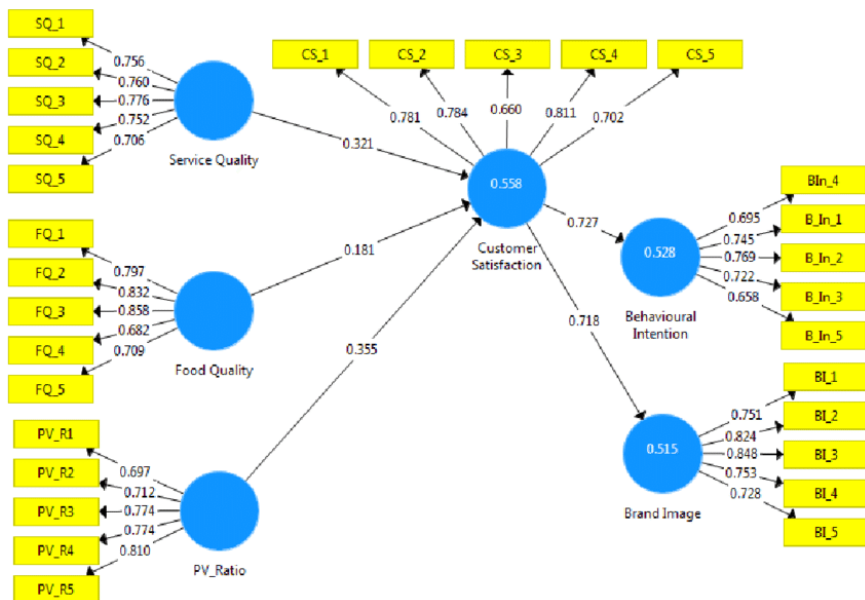 SQ_1
SQ_2
SQ_3
SQ_4
SQ_5
0.756
0.760
0.776
0.752
0.706
Service Quality
CS_1
CS_2
CS_3
CS_4
CS_5
0.781
0.784
0.660
0.811
0.702
0.321
0.558
Customer
Satisfaction
FQ_1
FQ_2
FQ_3
FQ_4
FQ_5
0.797
0.832
0.858
0.682
0.709
Food Quality
0.181
PV_R1
PV_R2
PV_R3
PV_R4
PV_R5
0.697
0.712
0.774
0.774
0.810
PV_Ratio
0.355
0.727
0.528
Behavioural
Intention
0.695
0.745
0.769
0.722
0.658
BIn_4
B_In_1
B_In_2
B_In_3
B_In_5
0.718
0.515
Brand Image
0.751
0.824
0.848
0.753
0.728
BI_1
BI_2
BI_3
BI_4
BI_5